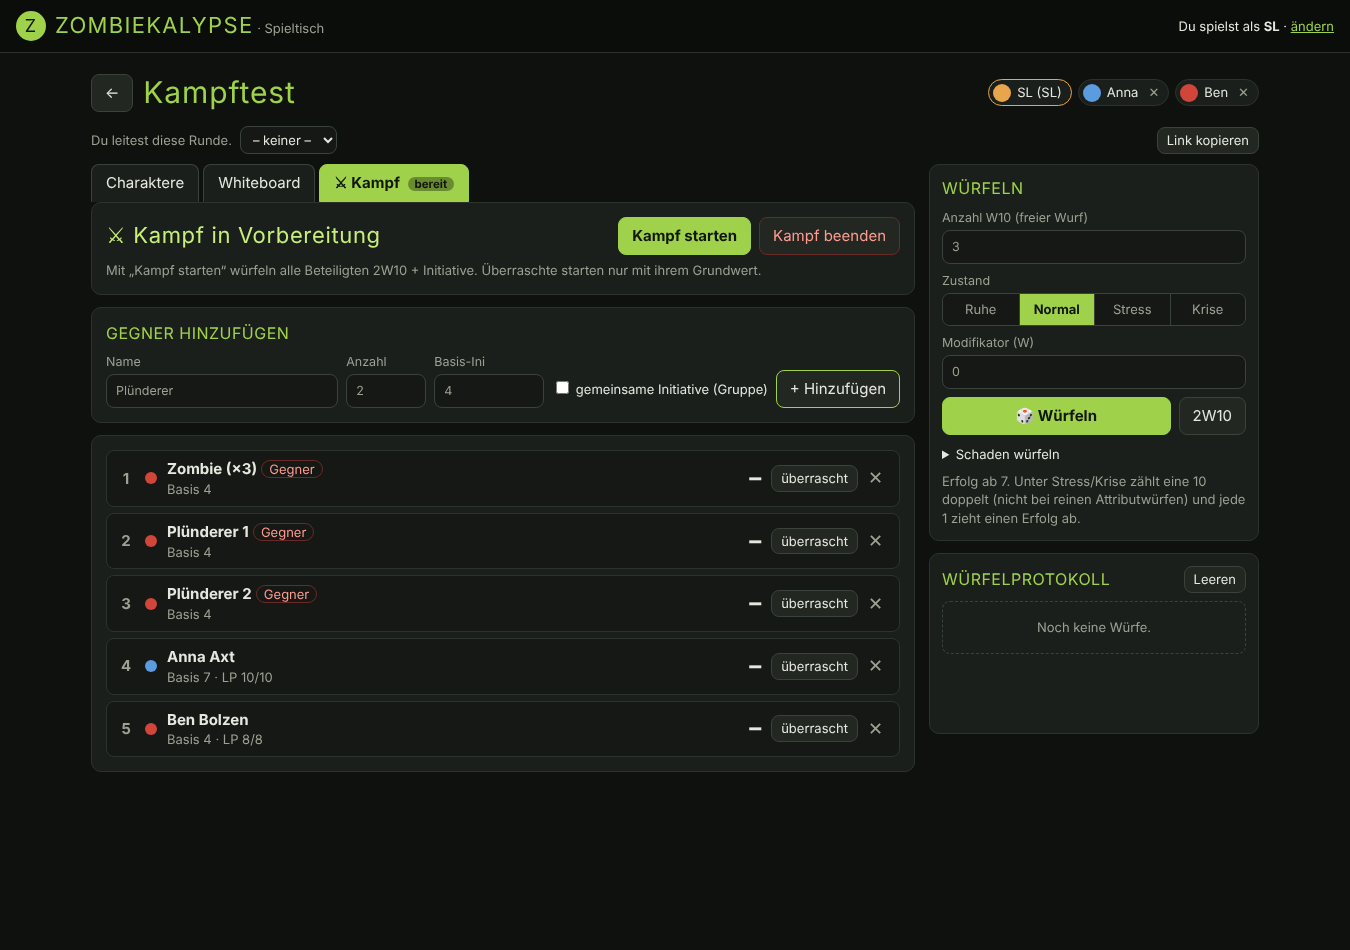 Z ZOMBIEKALYPSE · Spieltisch
Du spielst als SL · ändern
← Kampftest
SL (SL) Anna ✕ Ben ✕
Du leitest diese Runde. – keiner –
Link kopieren
Charaktere Whiteboard ⚔ Kampf bereit
⚔ Kampf in Vorbereitung
Kampf starten Kampf beenden
Mit „Kampf starten“ würfeln alle Beteiligten 2W10 + Initiative. Überraschte starten nur mit ihrem Grundwert.
GEGNER HINZUFÜGEN
Name Anzahl Basis-Ini
Plünderer 2 4 gemeinsame Initiative (Gruppe) + Hinzufügen
1 Zombie (×3) Gegner
Basis 4
– überrascht ✕
2 Plünderer 1 Gegner
Basis 4
– überrascht ✕
3 Plünderer 2 Gegner
Basis 4
– überrascht ✕
4 Anna Axt
Basis 7 · LP 10/10
– überrascht ✕
5 Ben Bolzen
Basis 4 · LP 8/8
– überrascht ✕
WÜRFELN
Anzahl W10 (freier Wurf)
3
Zustand
Ruhe Normal Stress Krise
Modifikator (W)
0
🎲 Würfeln 2W10
▶ Schaden würfeln
Erfolg ab 7. Unter Stress/Krise zählt eine 10
doppelt (nicht bei reinen Attributwürfen) und jede
1 zieht einen Erfolg ab.
WÜRFELPROTOKOLL Leeren
Noch keine Würfe.